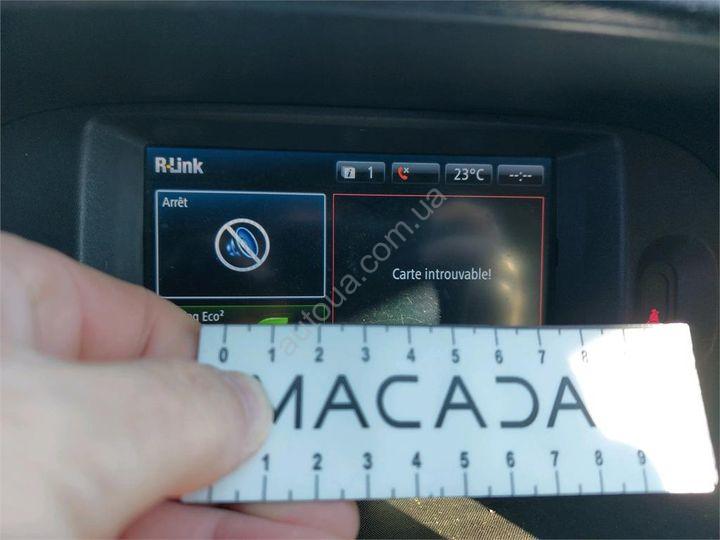 R-Link
1
23°C
--:--
Arrêt
Carte introuvable!
g Eco²
autoua.com.ua
0 1 2 3 4 5 6 7 8
MACADA
1 2 3 4 5 6 7 8 9